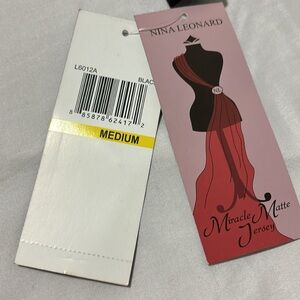 L6012A
BLAC
8 85878 62417 2
MEDIUM
NINA LEONARD
Miracle Matte
Jersey